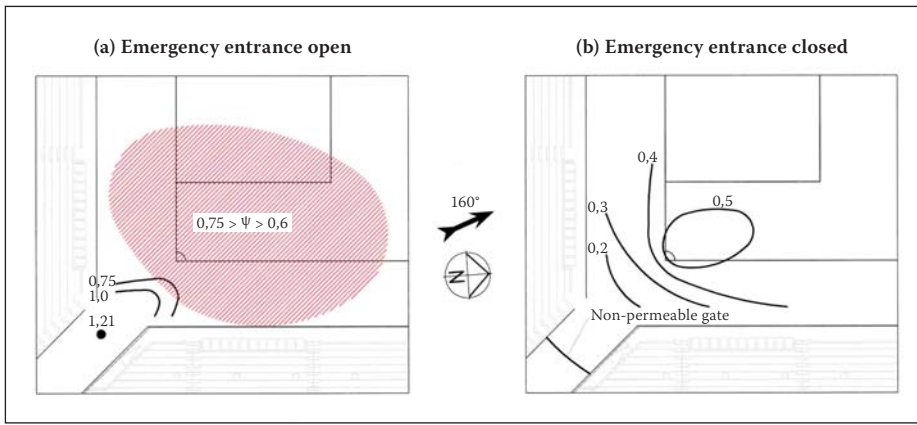 (a) Emergency entrance open
(b) Emergency entrance closed
0,75 > Ψ > 0,6
0,75
1,0
1,21
160°
N
0,4
0,5
0,3
0,2
Non-permeable gate